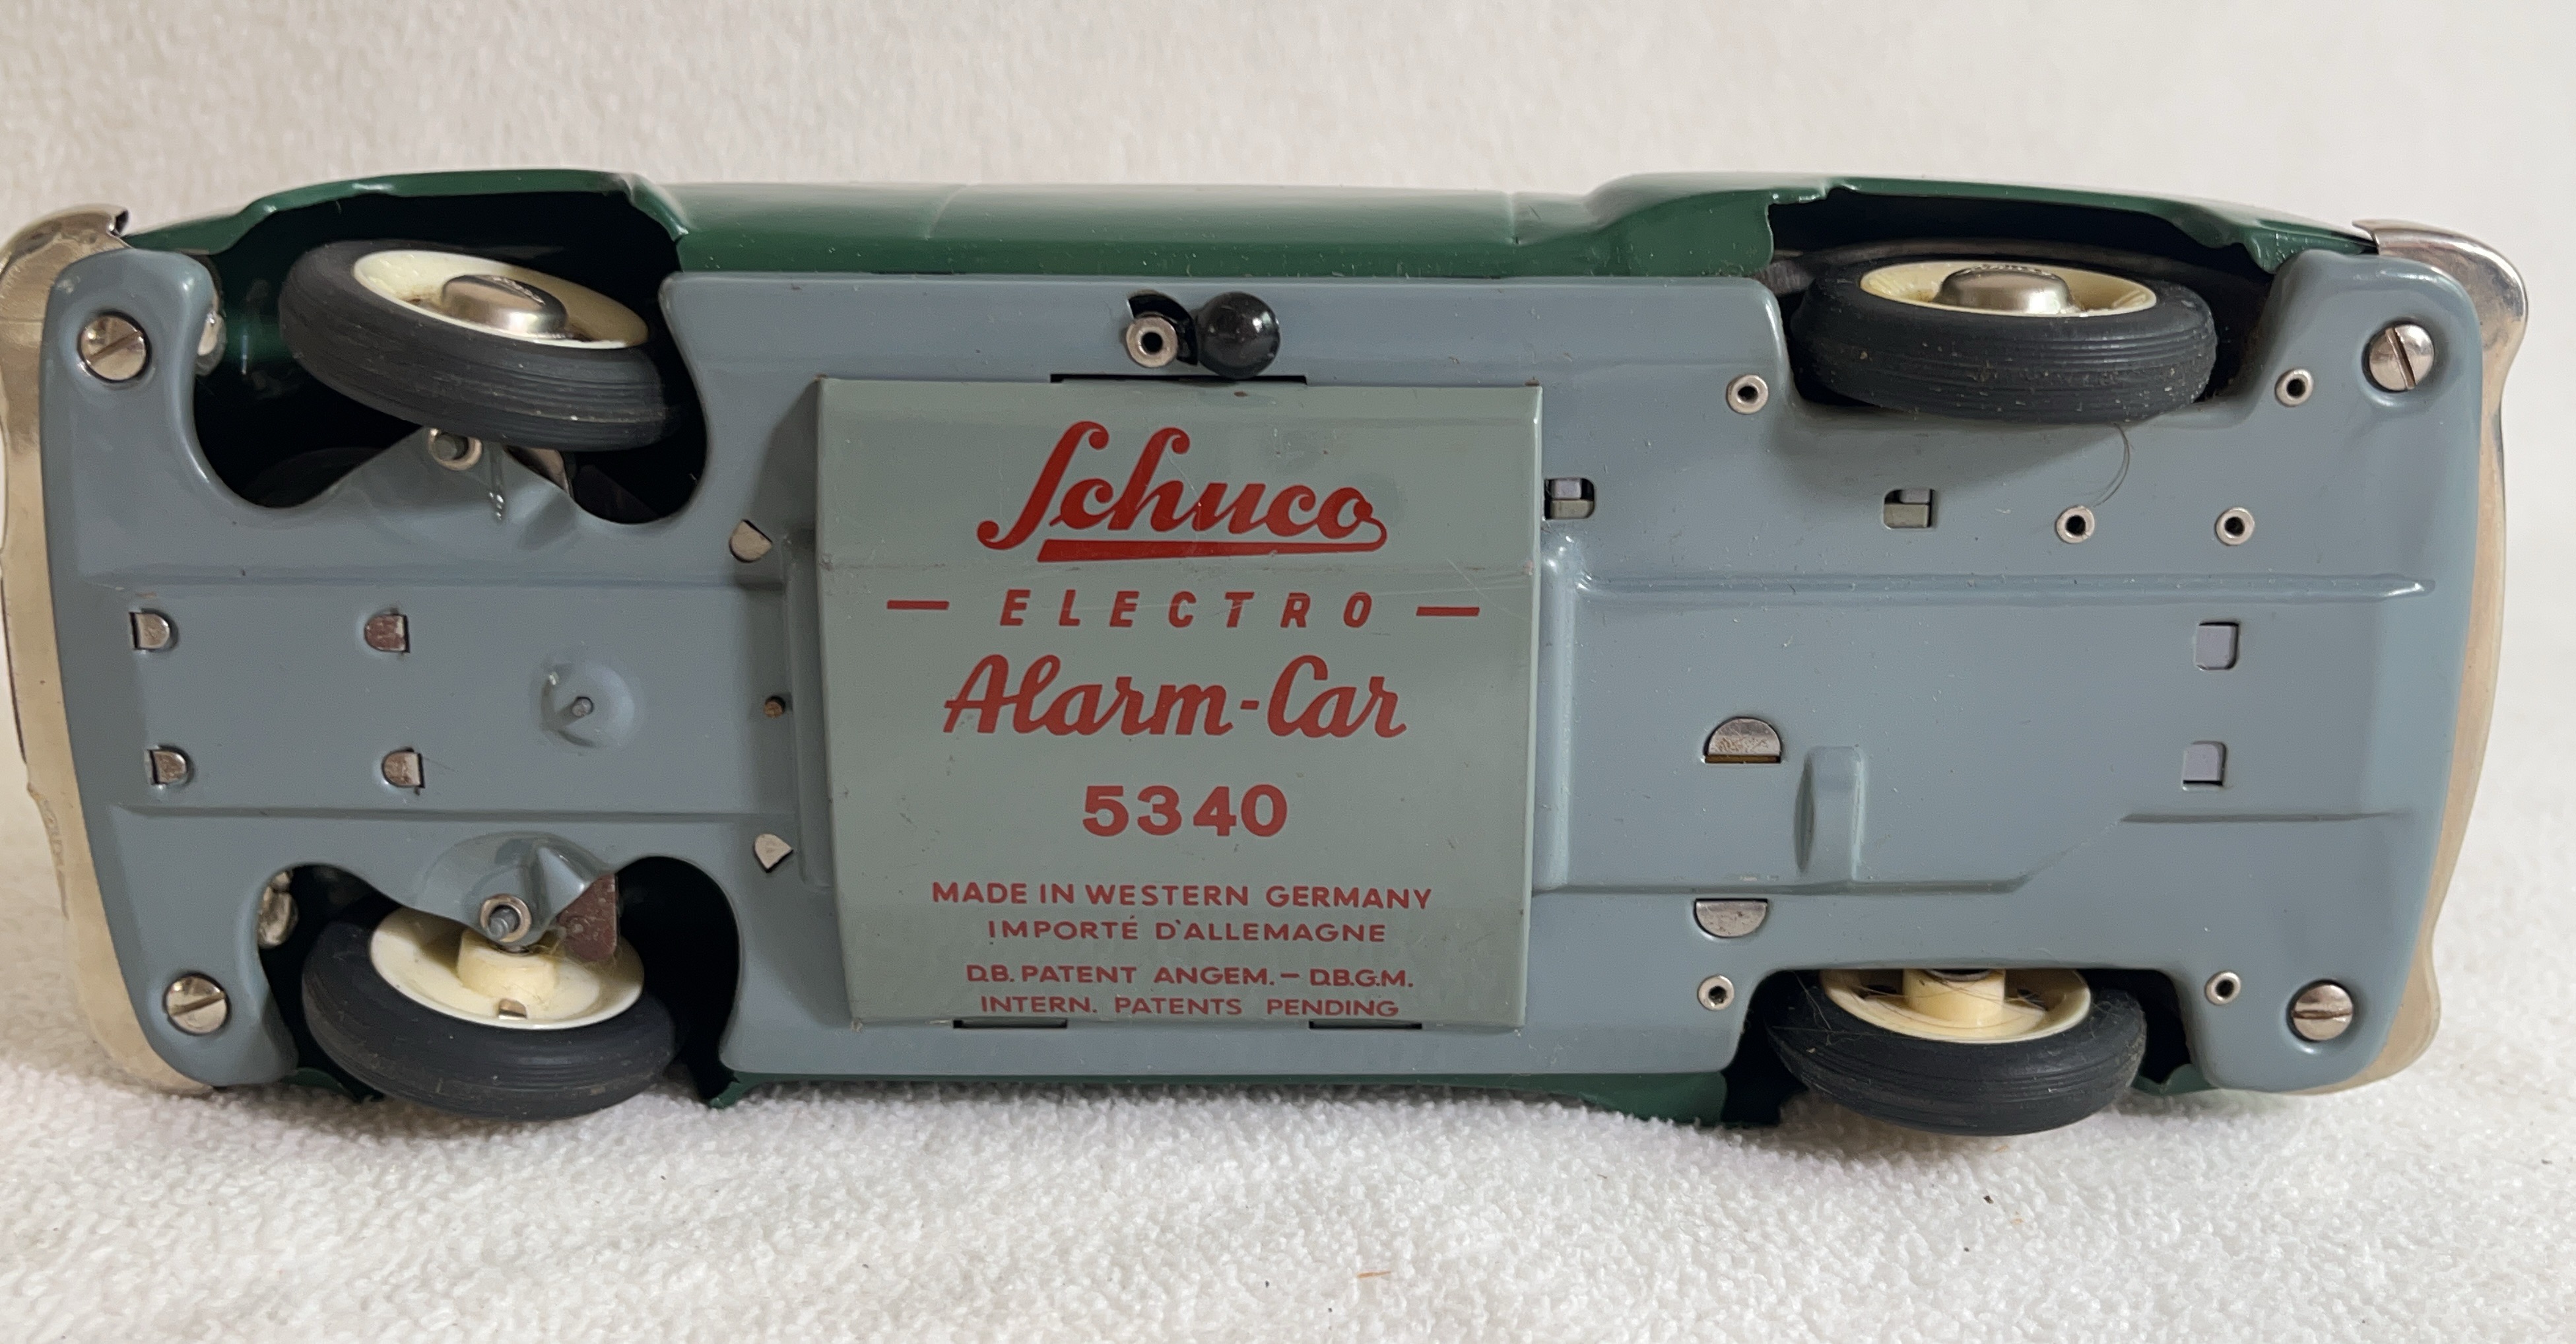 Schuco
— ELECTRO —
Alarm-Car
5340
MADE IN WESTERN GERMANY
IMPORTÉ D'ALLEMAGNE
D.B. PATENT ANGEM. — D.B.G.M.
INTERN. PATENTS PENDING